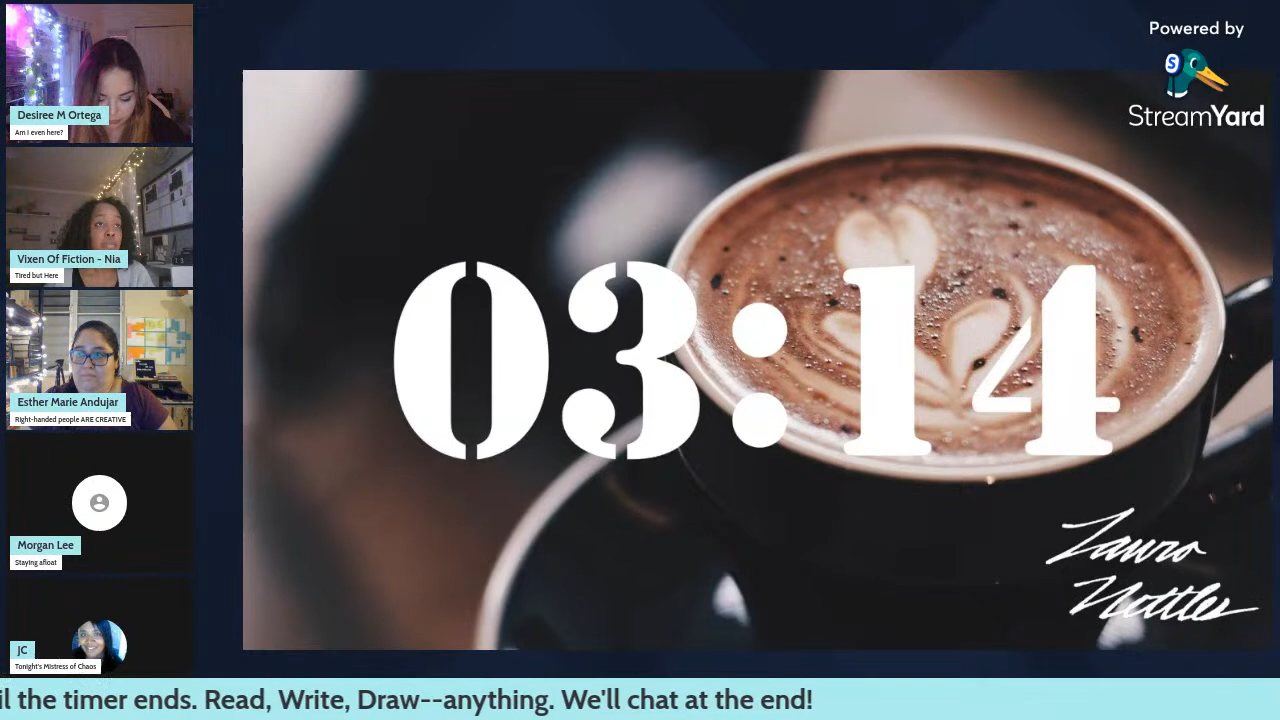 Desiree M Ortega
Am I even here?
Vixen Of Fiction - Nia
Tired but Here
Esther Marie Andujar
Right-handed people ARE CREATIVE
Morgan Lee
Staying afloat
JC
Tonight's Mistress of Chaos
Powered by
S
StreamYard
03:14
il the timer ends. Read, Write, Draw--anything. We'll chat at the end!